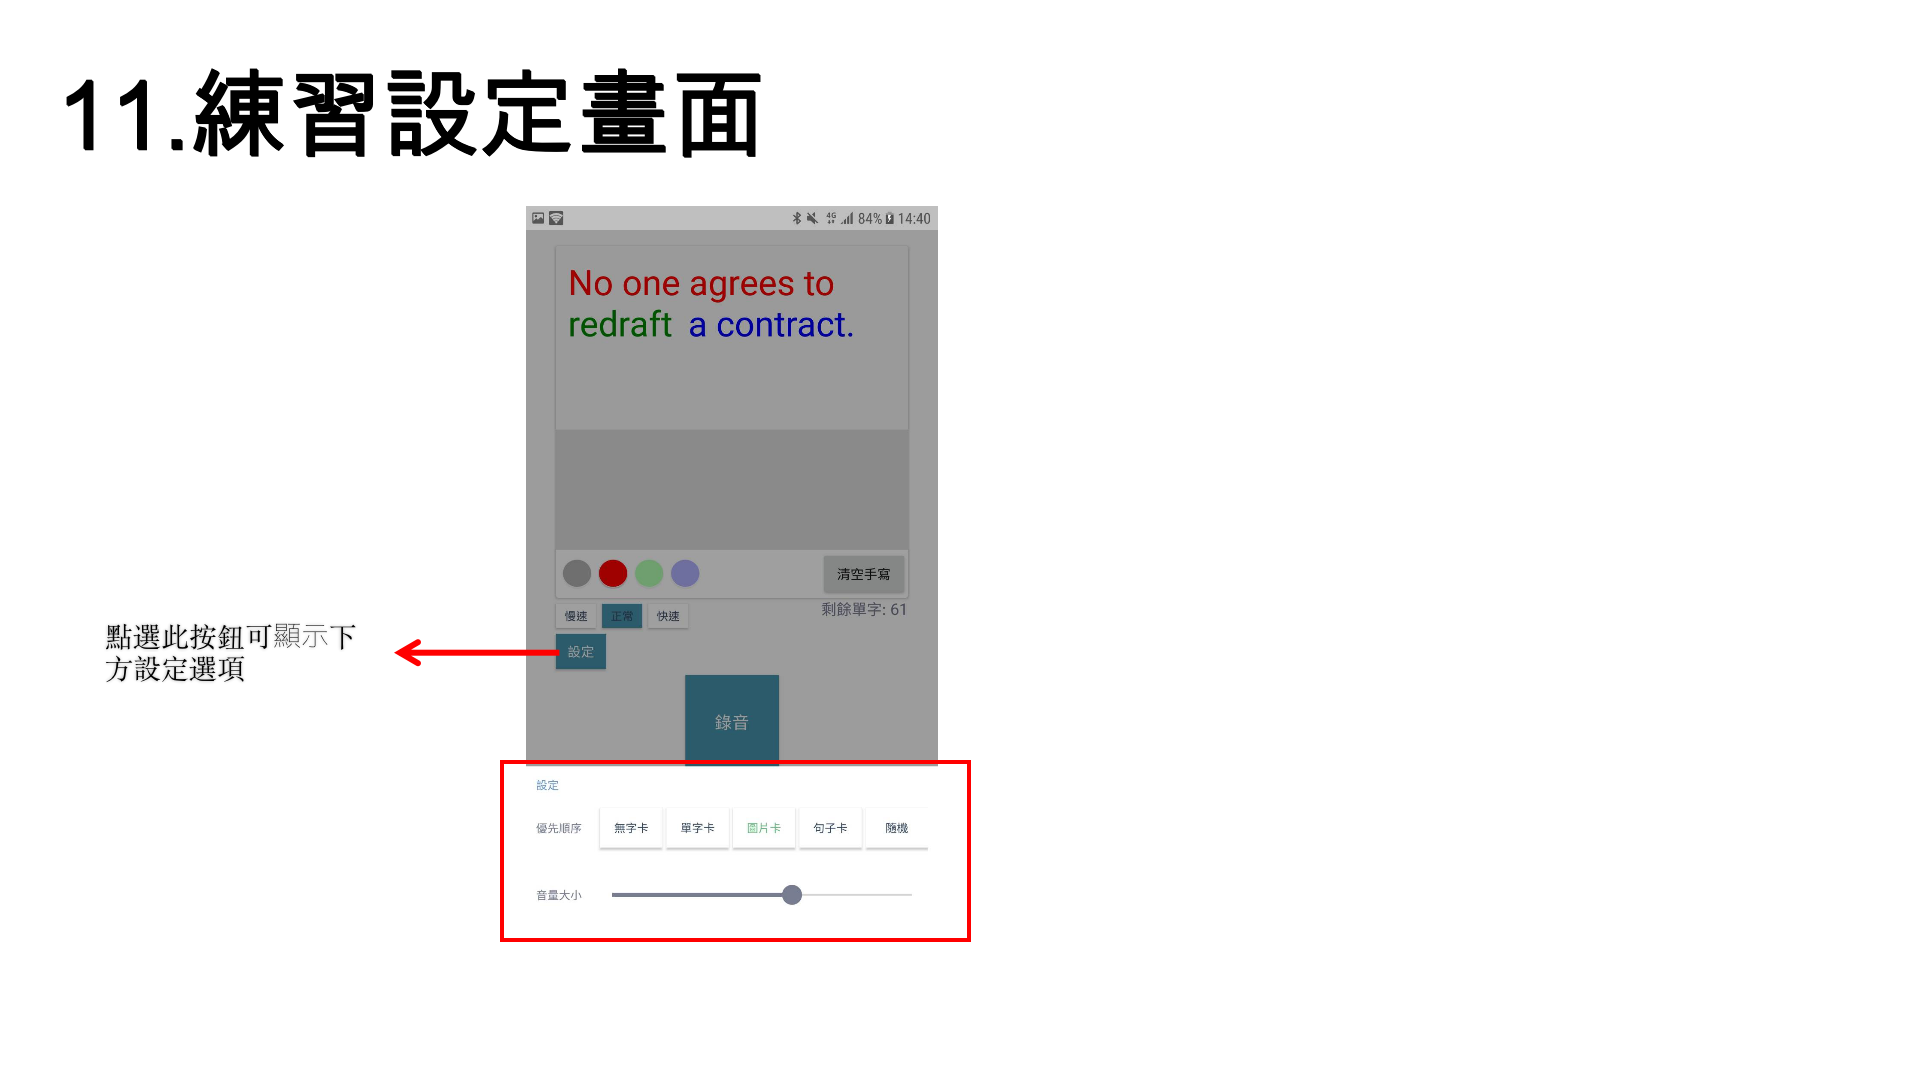 11.練習設定畫面
4G 84% 14:40
No one agrees to
redraft a contract.
清空手寫
慢速 正常 快速 剩餘單字: 61
點選此按鈕可顯示下
方設定選項
設定
錄音
設定
優先順序 無字卡 單字卡 圖片卡 句子卡 隨機
音量大小